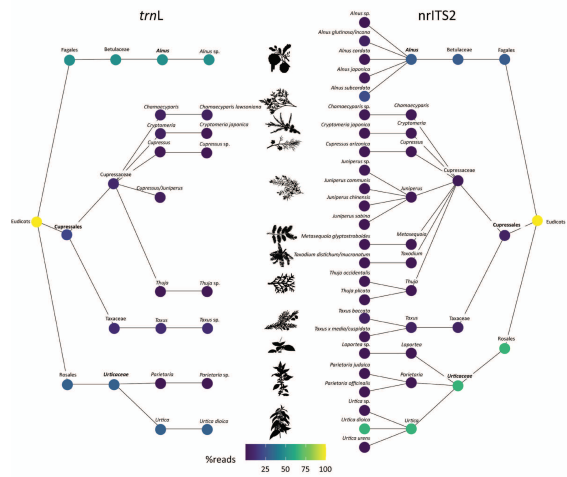 trnL
nrITS2
Fagales
Betulaceae
Alnus
Alnus sp.
Chamaecyparis
Chamaecyparis lawsoniana
Cryptomeria
Cryptomeria japonica
Cupressus
Cupressus sp.
Cupressaceae
Cupressus/Juniperus
Eudicots
Cupressales
Thuja
Thuja sp.
Taxaceae
Taxus
Taxus sp.
Rosales
Urticaceae
Parietaria
Parietaria sp.
Urtica
Urtica dioica
Alnus sp.
Alnus glutinosa/incana
Alnus cordata
Alnus japonica
Alnus subcordata
Alnus
Betulaceae
Fagales
Chamaecyparis sp.
Chamaecyparis
Cryptomeria japonica
Cryptomeria
Cupressus arizonica
Cupressus
Juniperus sp.
Cupressaceae
Juniperus communis
Juniperus
Juniperus chinensis
Juniperus sabina
Cupressales
Eudicots
Metasequoia glyptostroboides
Metasequoia
Taxodium distichum/mucronatum
Taxodium
Thuja accidentalis
Thuja
Thuja plicata
Taxus baccata
Taxus
Taxaceae
Taxus x media/cuspidata
Laportea sp.
Laportea
Rosales
Parietaria judaica
Parietaria
Urticaceae
Parietaria officinalis
Urtica sp.
Urtica dioica
Urtica
Urtica urens
%reads
25 50 75 100